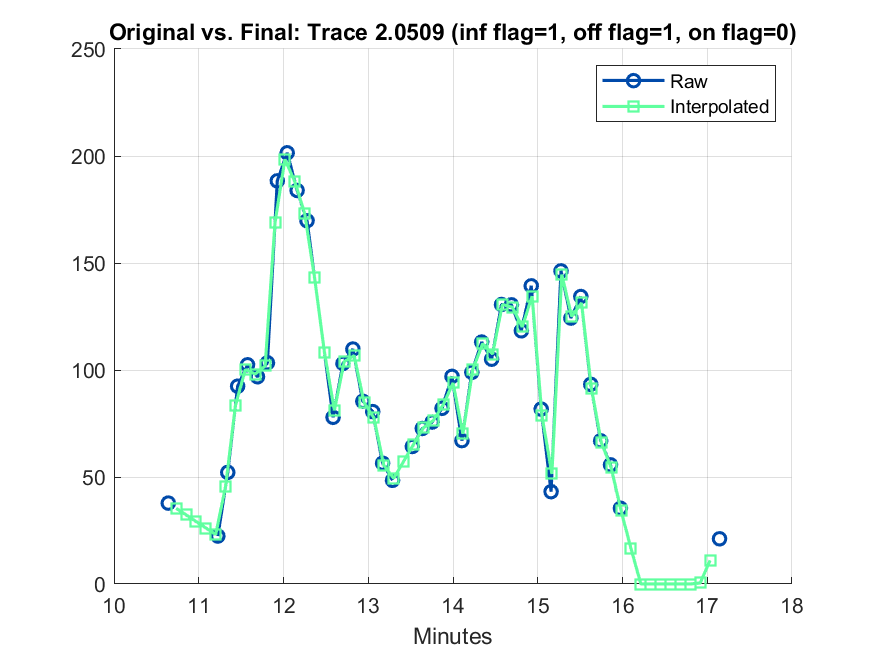 Original vs. Final: Trace 2.0509 (inf flag=1, off flag=1, on flag=0)
250
200
150
100
50
0
Raw
Interpolated
10 11 12 13 14 15 16 17 18
Minutes